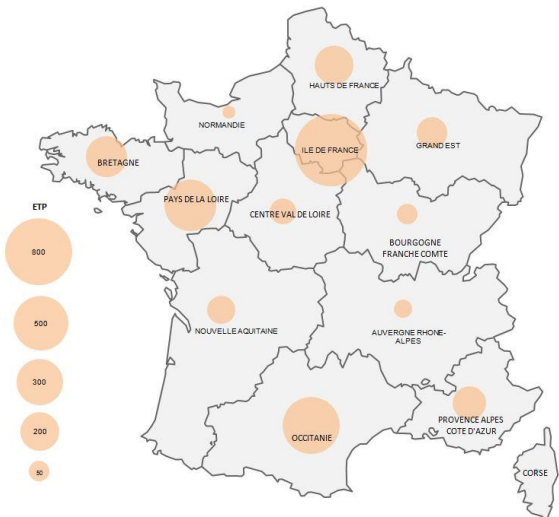 HAUTS DE FRANCE
NORMANDIE
ILE DE FRANCE
GRAND EST
BRETAGNE
PAYS DE LA LOIRE
CENTRE VAL DE LOIRE
BOURGOGNE
FRANCHE COMTE
ETP
800
500
300
200
50
NOUVELLE AQUITAINE
AUVERGNE RHONE-
ALPES
OCCITANIE
PROVENCE ALPES
COTE D'AZUR
CORSE